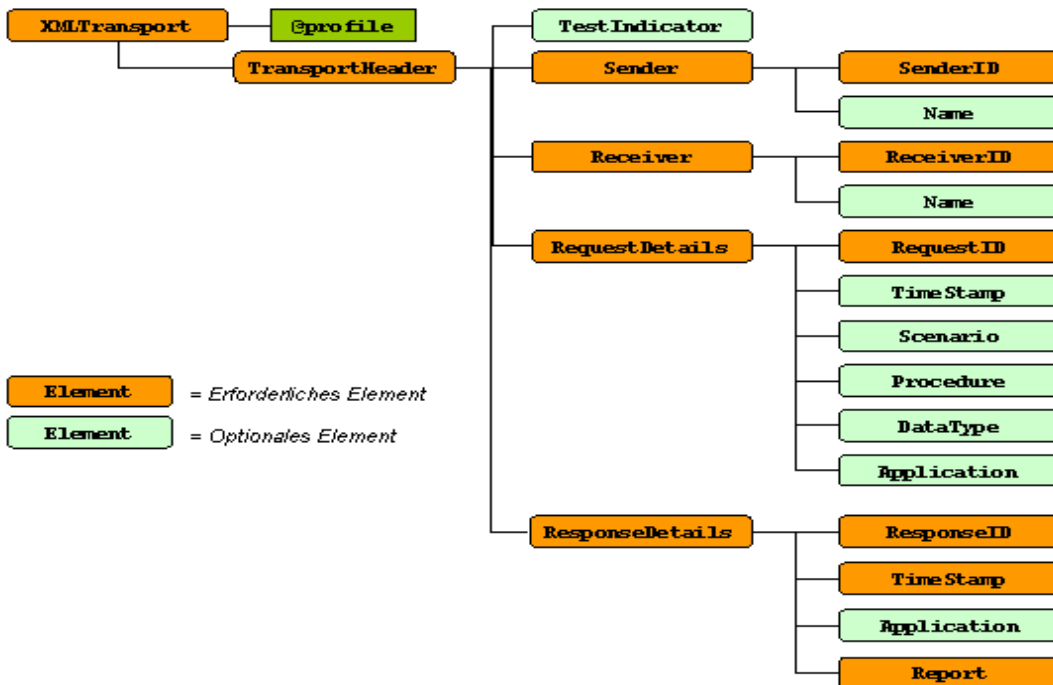 XMLTransport
@profile
TestIndicator
TransportHeader
Sender
SenderID
Name
Receiver
ReceiverID
Name
RequestDetails
RequestID
TimeStamp
Scenario
Element = Erforderliches Element
Procedure
Element = Optionales Element
DataType
Application
ResponseDetails
ResponseID
TimeStamp
Application
Report